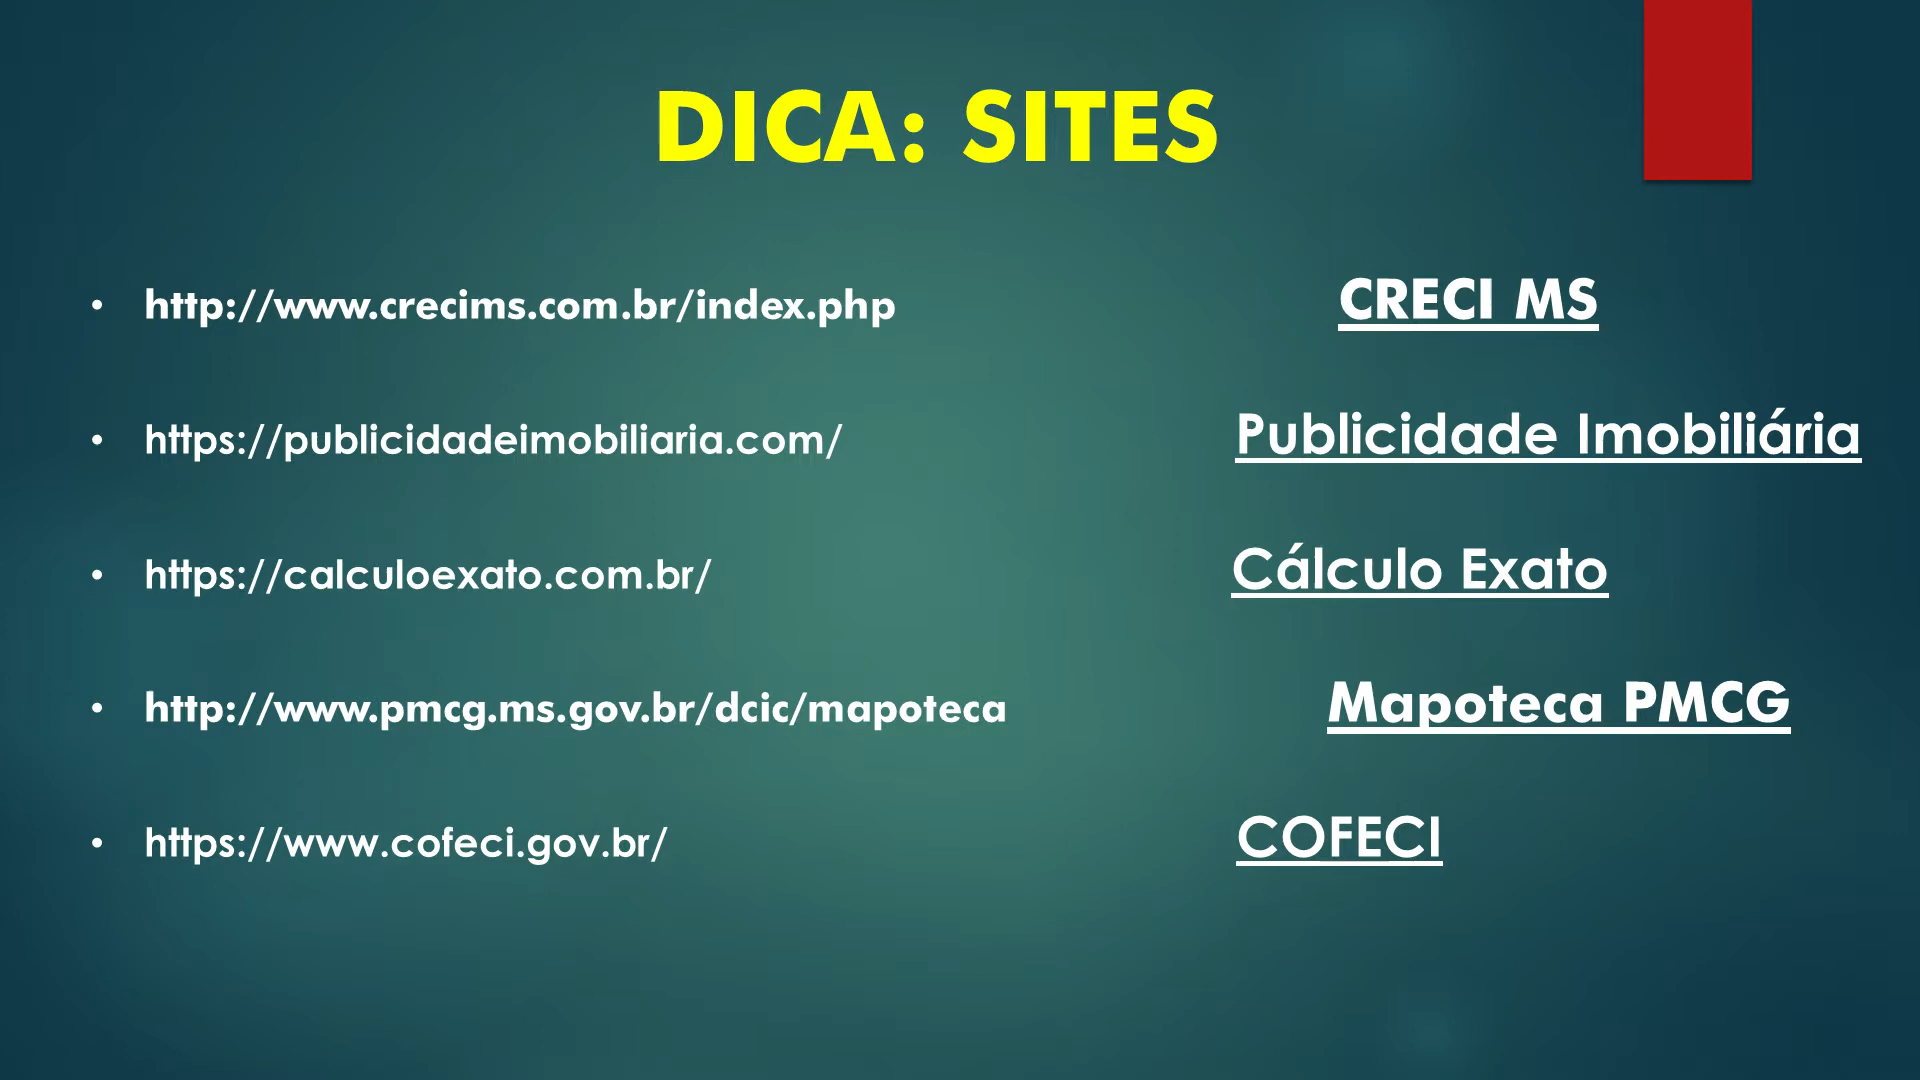 DICA: SITES
• http://www.crecims.com.br/index.php CRECI MS
• https://publicidadeimobiliaria.com/ Publicidade Imobiliária
• https://calculoexato.com.br/ Cálculo Exato
• http://www.pmcg.ms.gov.br/dcic/mapoteca Mapoteca PMCG
• https://www.cofeci.gov.br/ COFECI